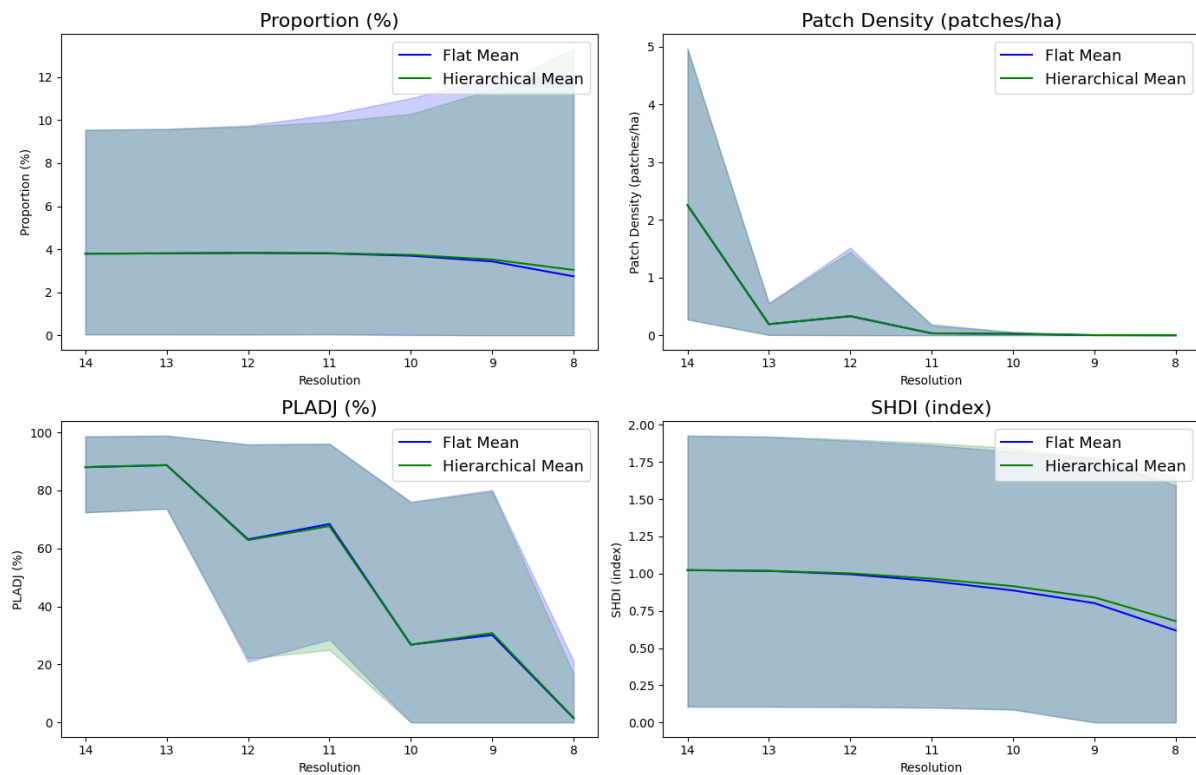 Proportion (%)
Flat Mean
Hierarchical Mean
Proportion (%)
0
2
4
6
8
10
12
14 13 12 11 10 9 8
Resolution
Patch Density (patches/ha)
Flat Mean
Hierarchical Mean
Patch Density (patches/ha)
0
1
2
3
4
5
14 13 12 11 10 9 8
Resolution
PLADJ (%)
Flat Mean
Hierarchical Mean
PLADJ (%)
0
20
40
60
80
100
14 13 12 11 10 9 8
Resolution
SHDI (index)
Flat Mean
Hierarchical Mean
SHDI (index)
0.00
0.25
0.50
0.75
1.00
1.25
1.50
1.75
2.00
14 13 12 11 10 9 8
Resolution